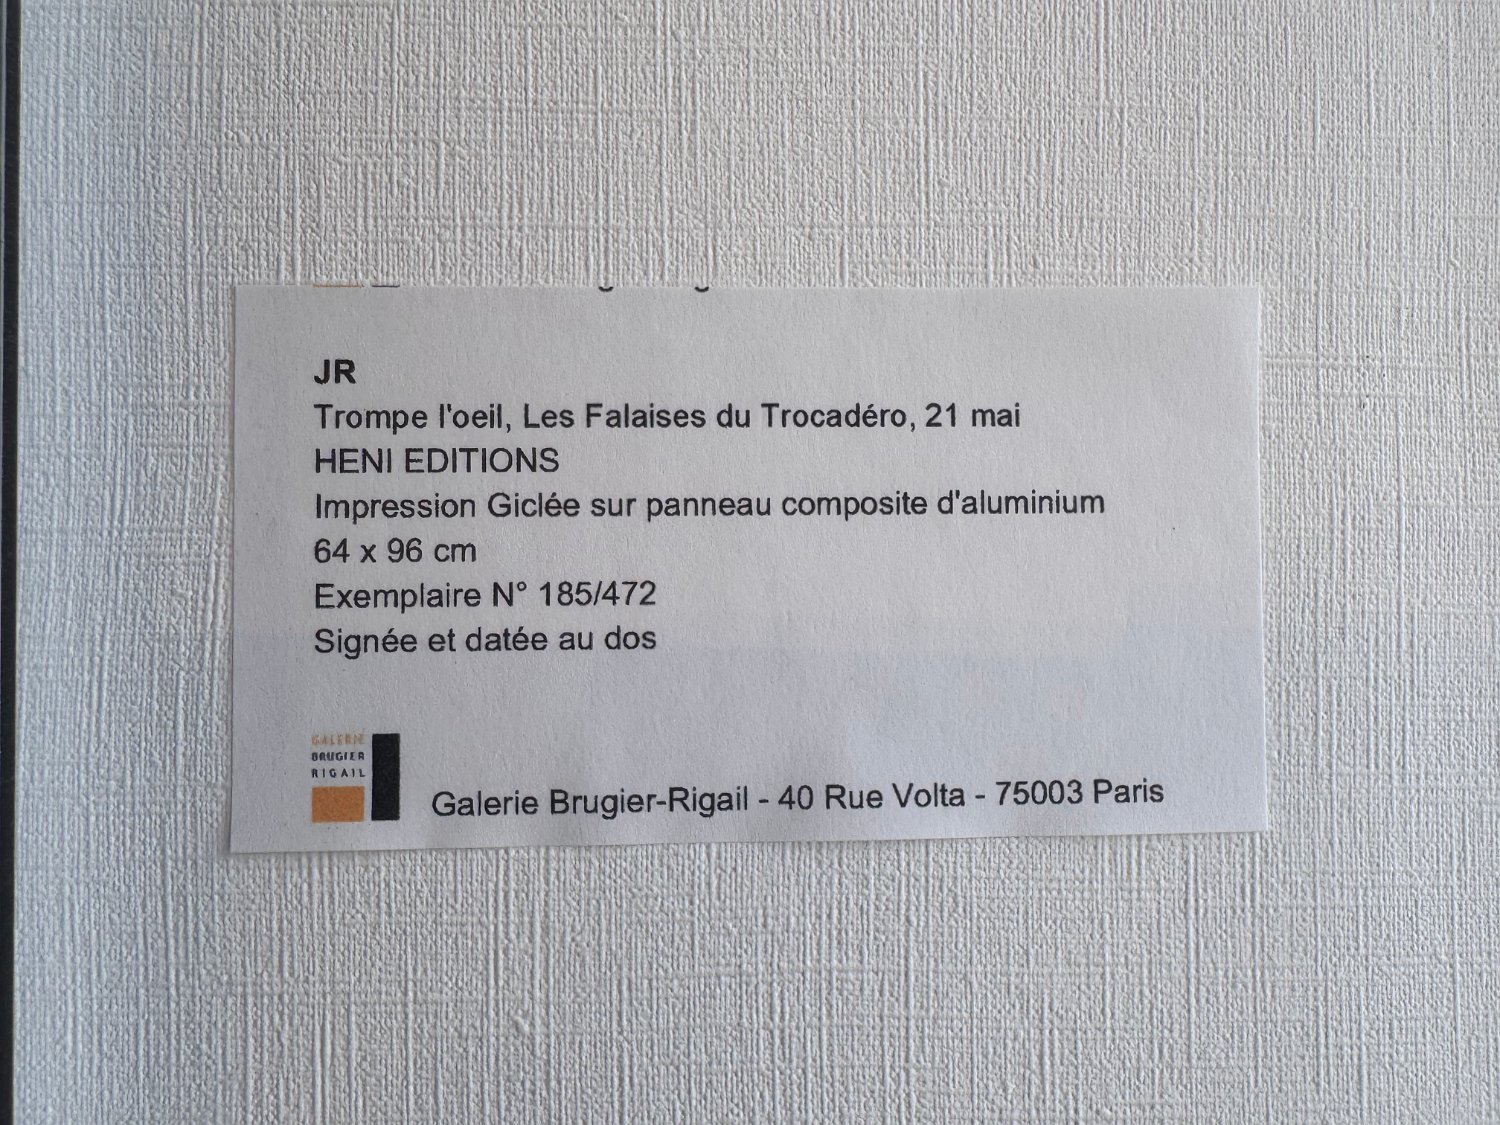 JR
Trompe l'oeil, Les Falaises du Trocadéro, 21 mai
HENI EDITIONS
Impression Giclée sur panneau composite d'aluminium
64 x 96 cm
Exemplaire N° 185/472
Signée et datée au dos
GALERIE
BRUGIER
RIGAIL
Galerie Brugier-Rigail - 40 Rue Volta - 75003 Paris